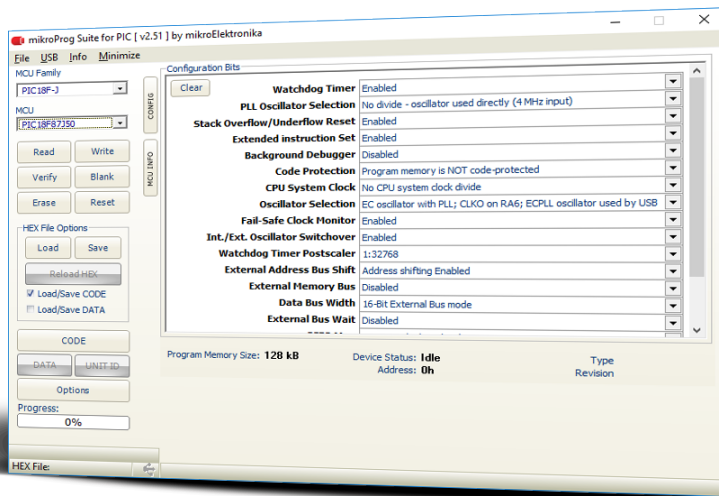 mikroProg Suite for PIC [ v2.51 ] by mikroElektronika
File USB Info Minimize
MCU Family
PIC18F-J
MCU
PIC18F87J50
Read Write
Verify Blank
Erase Reset
HEX File Options
Load Save
Reload HEX
Load/Save CODE
Load/Save DATA
CODE
DATA UNIT ID
Options
Progress:
0%
HEX File:
CONFIG
MCU INFO
Configuration Bits
Clear
Watchdog Timer Enabled
PLL Oscillator Selection No divide - oscillator used directly (4 MHz input)
Stack Overflow/Underflow Reset Enabled
Extended instruction Set Enabled
Background Debugger Disabled
Code Protection Program memory is NOT code-protected
CPU System Clock No CPU system clock divide
Oscillator Selection EC oscillator with PLL; CLKO on RA6; ECPLL oscillator used by USB
Fail-Safe Clock Monitor Enabled
Int./Ext. Oscillator Switchover Enabled
Watchdog Timer Postscaler 1:32768
External Address Bus Shift Address shifting Enabled
External Memory Bus Disabled
Data Bus Width 16-Bit External Bus mode
External Bus Wait Disabled
Program Memory Size: 128 kB Device Status: Idle Type
Address: 0h Revision